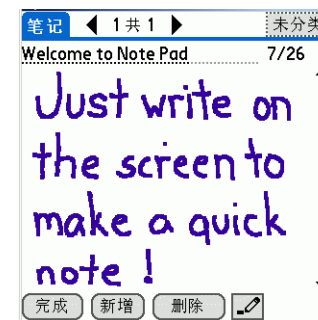 笔记 1 共 1 未分类
Welcome to Note Pad 7/26
Just write on
the screen to
make a quick
note !
完成 新增 删除